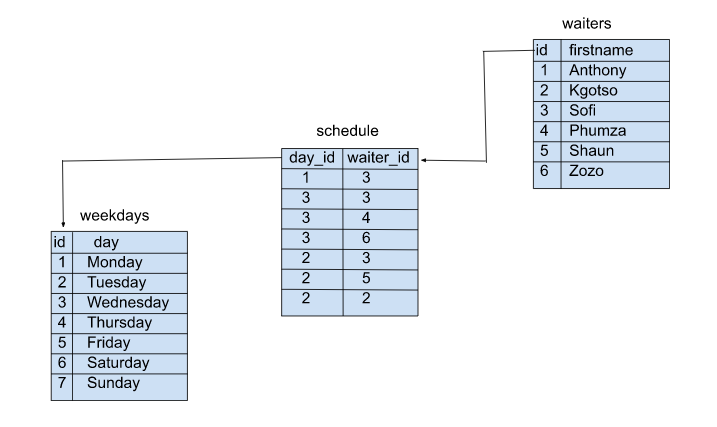 waiters
id firstname
1 Anthony
2 Kgotso
3 Sofi
4 Phumza
5 Shaun
6 Zozo
schedule
day_id waiter_id
1 3
3 3
3 4
3 6
2 3
2 5
2 2
weekdays
id day
1 Monday
2 Tuesday
3 Wednesday
4 Thursday
5 Friday
6 Saturday
7 Sunday